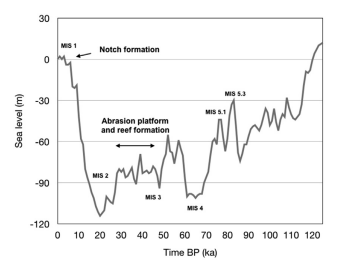 30
MIS 1
Notch formation
0
MIS 5.3
-30
Abrasion platform
and reef formation
MIS 5.1
Sea level (m)
-60
-90
MIS 2
MIS 3
MIS 4
-120
0 10 20 30 40 50 60 70 80 90 100 110 120
Time BP (ka)